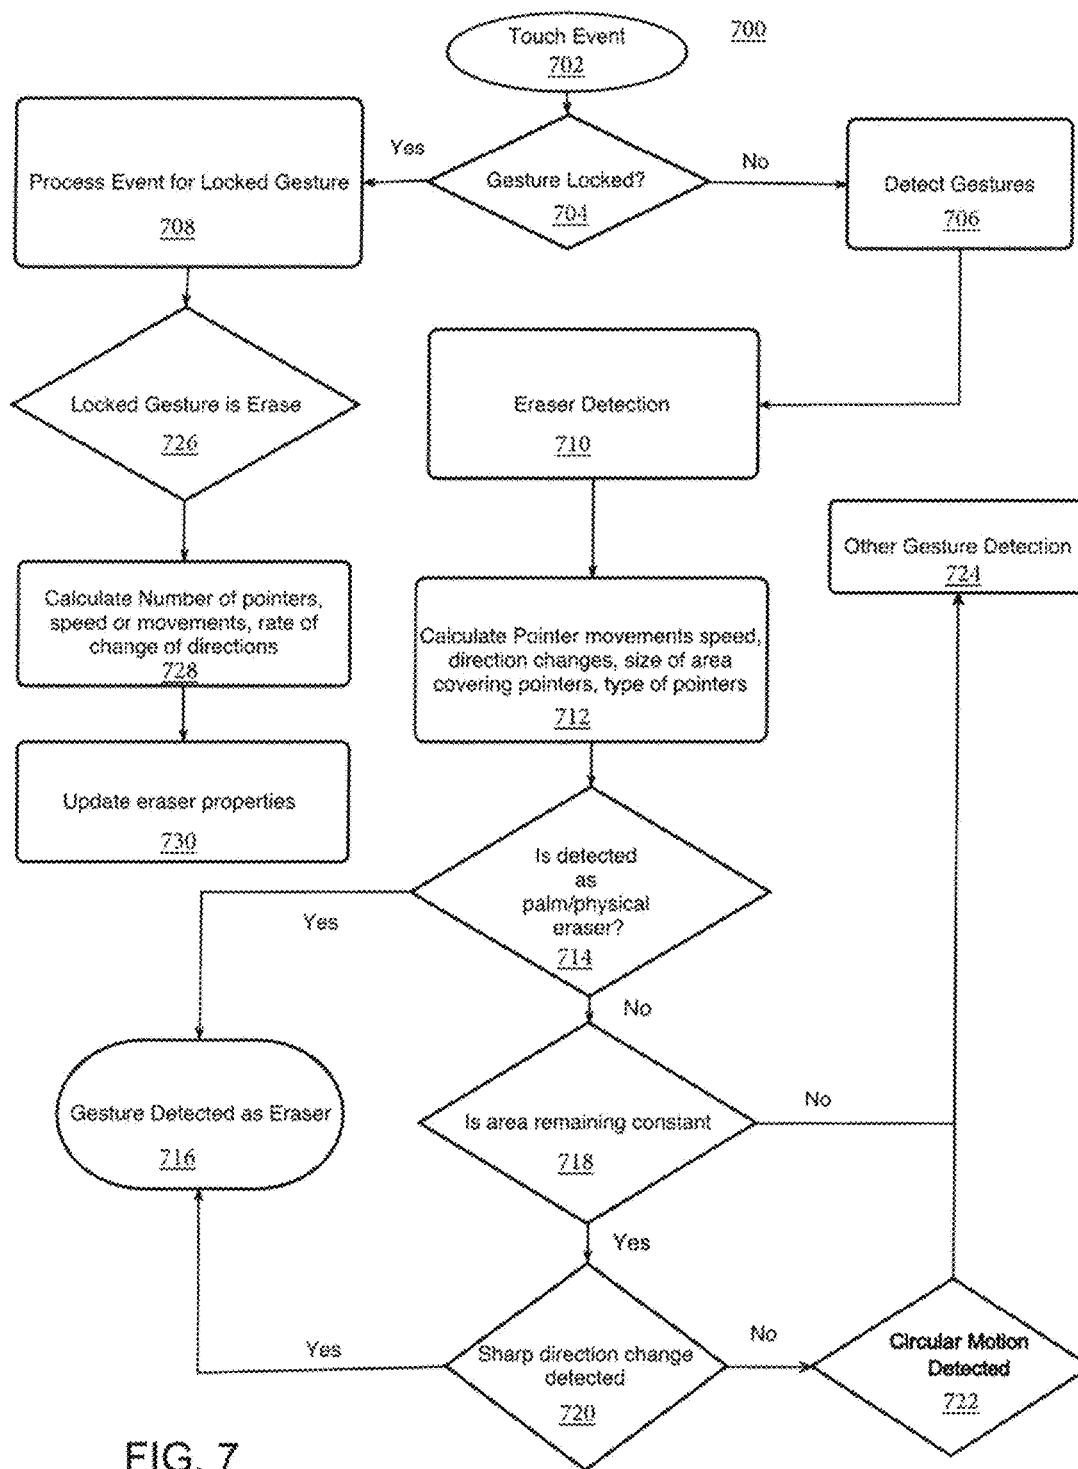 Touch Event
702
700
Yes
No
Process Event for Locked Gesture
708
Gesture Locked?
704
Detect Gestures
706
Locked Gesture is Erase
726
Eraser Detection
710
Other Gesture Detection
724
Calculate Number of pointers,
speed or movements, rate of
change of directions
728
Calculate Pointer movements speed,
direction changes, size of area
covering pointers, type of pointers
712
Update eraser properties
730
Is detected
as
palm/physical
eraser?
714
Yes
No
Gesture Detected as Eraser
716
Is area remaining constant
718
No
Yes
Sharp direction change
detected
720
Yes
No
Circular Motion
Detected
722
FIG. 7